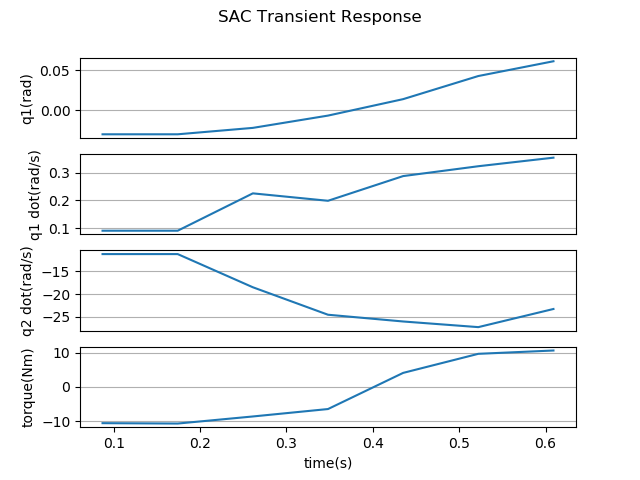 SAC Transient Response
q1(rad)
0.05
0.00
q1 dot(rad/s)
0.3
0.2
0.1
q2 dot(rad/s)
−15
−20
−25
torque(Nm)
10
0
−10
0.1 0.2 0.3 0.4 0.5 0.6
time(s)